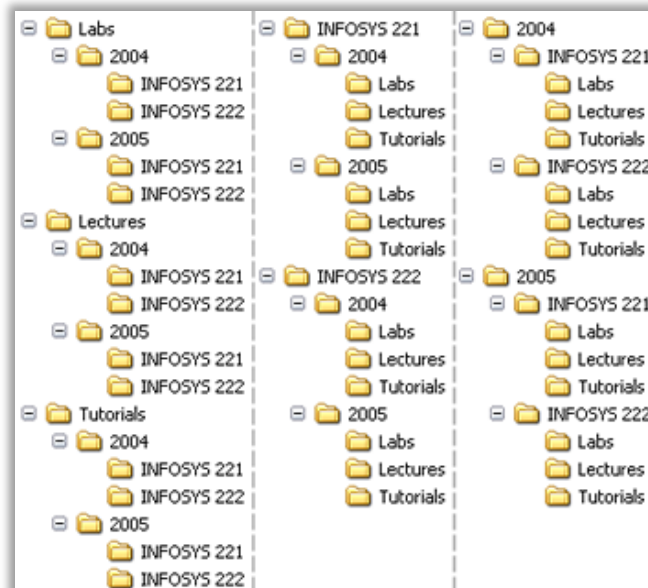 Labs
2004
INFOSYS 221
INFOSYS 222
2005
INFOSYS 221
INFOSYS 222
Lectures
2004
INFOSYS 221
INFOSYS 222
2005
INFOSYS 221
INFOSYS 222
Tutorials
2004
INFOSYS 221
INFOSYS 222
2005
INFOSYS 221
INFOSYS 222
INFOSYS 221
2004
Labs
Lectures
Tutorials
2005
Labs
Lectures
Tutorials
INFOSYS 222
2004
Labs
Lectures
Tutorials
2005
Labs
Lectures
Tutorials
2004
INFOSYS 221
Labs
Lectures
Tutorials
INFOSYS 222
Labs
Lectures
Tutorials
2005
INFOSYS 221
Labs
Lectures
Tutorials
INFOSYS 222
Labs
Lectures
Tutorials